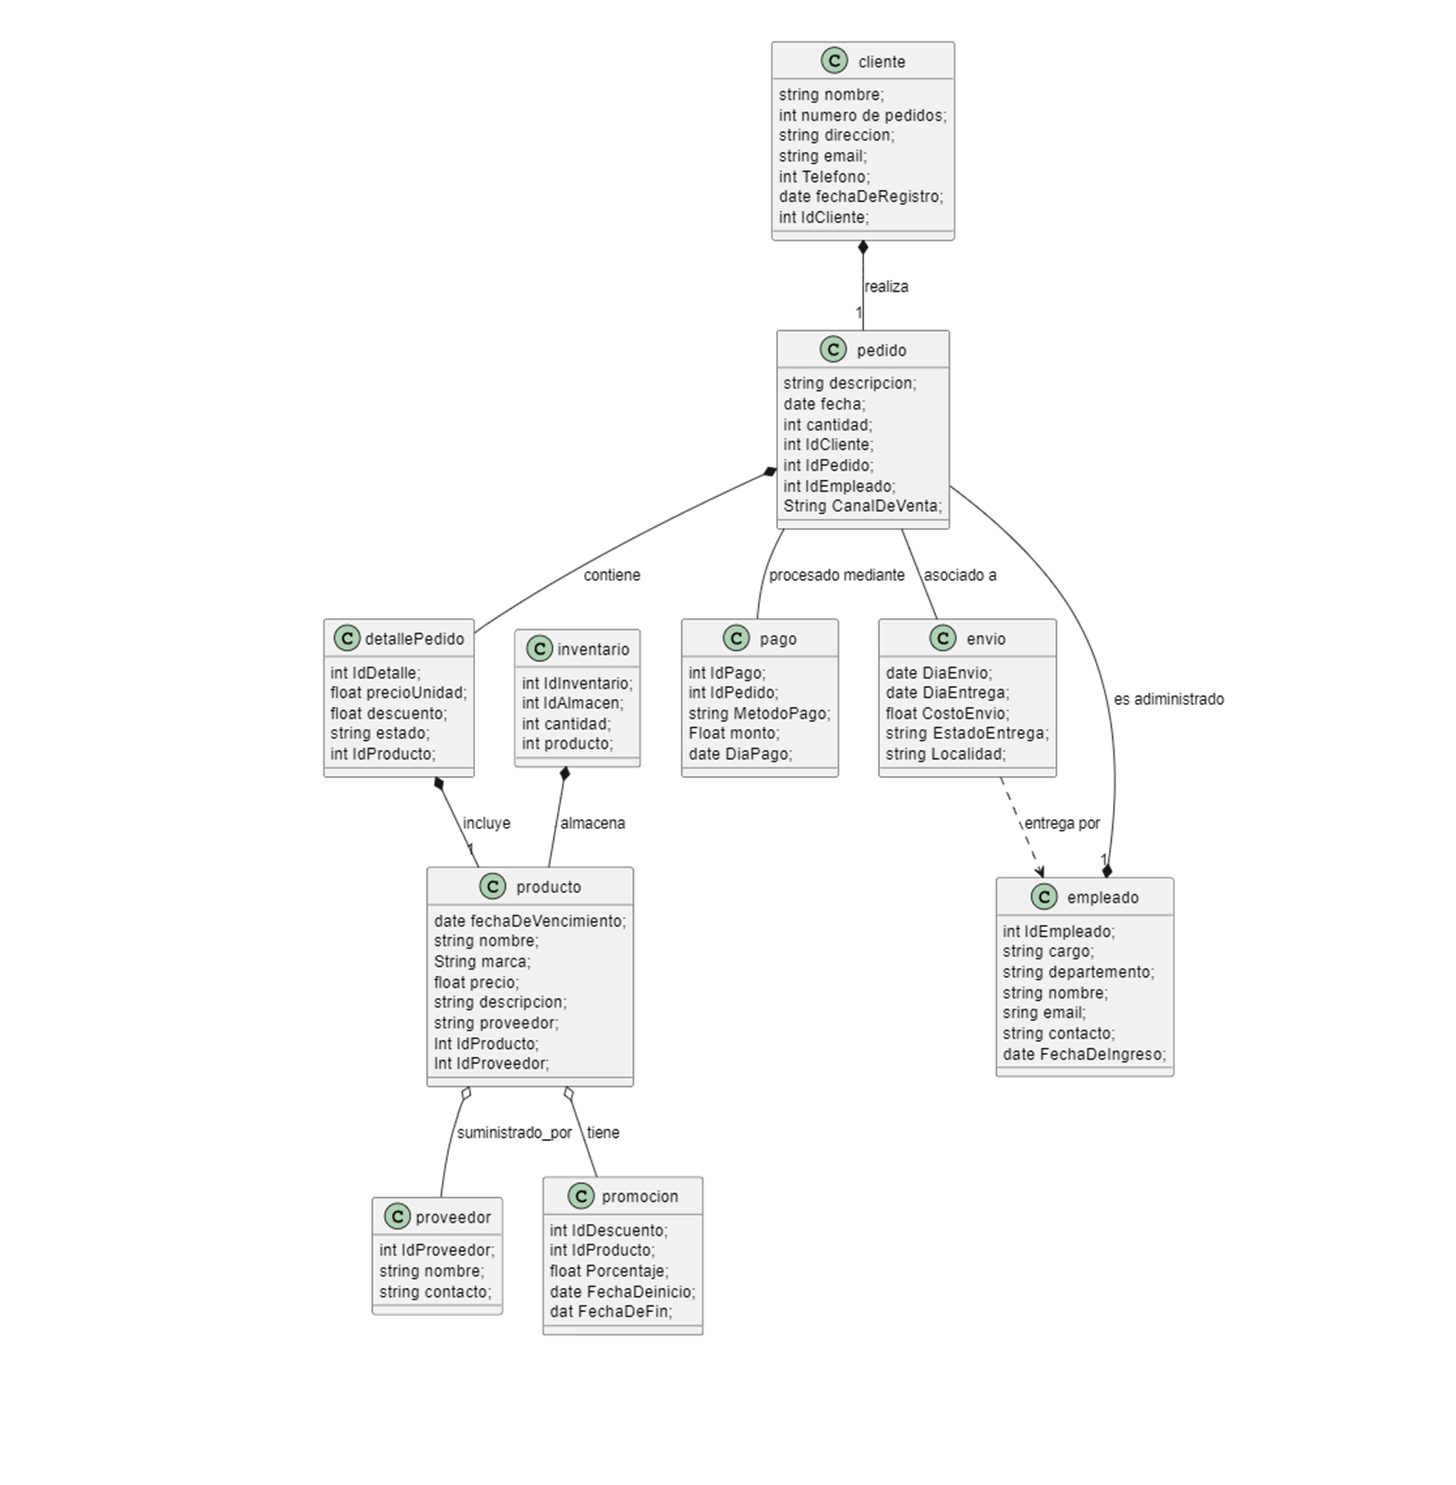 C cliente
string nombre;
int numero de pedidos;
string direccion;
string email;
int Telefono;
date fechaDeRegistro;
int IdCliente;
realiza
1
C pedido
string descripcion;
date fecha;
int cantidad;
int IdCliente;
int IdPedido;
int IdEmpleado;
String CanalDeVenta;
contiene
procesado mediante
asociado a
es adiministrado
C detallePedido
int IdDetalle;
float precioUnidad;
float descuento;
string estado;
int IdProducto;
C inventario
int IdInventario;
int IdAlmacen;
int cantidad;
int producto;
C pago
int IdPago;
int IdPedido;
string MetodoPago;
Float monto;
date DiaPago;
C envio
date DiaEnvio;
date DiaEntrega;
float CostoEnvio;
string EstadoEntrega;
string Localidad;
incluye
1
almacena
entrega por
1
C producto
date fechaDeVencimiento;
string nombre;
String marca;
float precio;
string descripcion;
string proveedor;
Int IdProducto;
Int IdProveedor;
C empleado
int IdEmpleado;
string cargo;
string departemento;
string nombre;
sring email;
string contacto;
date FechaDeIngreso;
suministrado_por
tiene
C proveedor
int IdProveedor;
string nombre;
string contacto;
C promocion
int IdDescuento;
int IdProducto;
float Porcentaje;
date FechaDeinicio;
dat FechaDeFin;